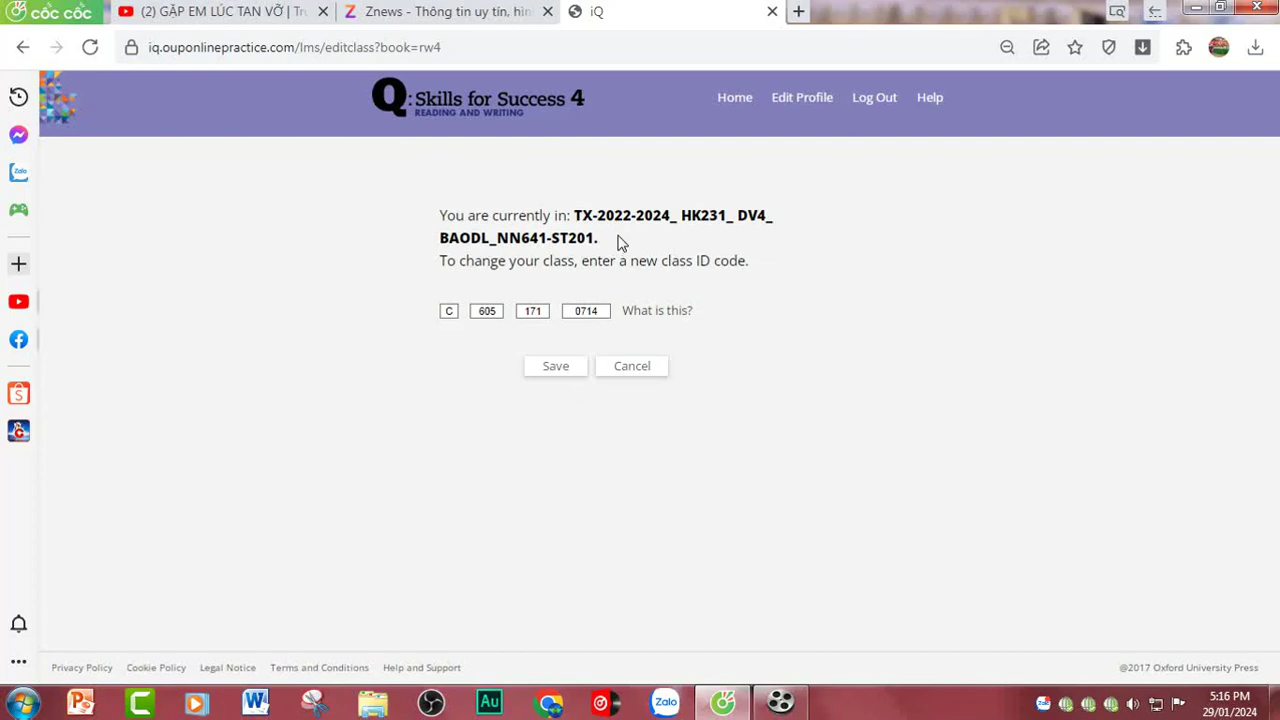 cốc cốc
(2) GẶP EM LÚC TAN VỠ | Tr
Znews - Thông tin uy tín, hìn
iQ
iq.ouponlinepractice.com/lms/editclass?book=rw4
Q: Skills for Success 4
READING AND WRITING
Home
Edit Profile
Log Out
Help
Zalo
You are currently in: TX-2022-2024_ HK231_ DV4_
BAODL_NN641-ST201.
To change your class, enter a new class ID code.
C 605 171 0714 What is this?
Save
Cancel
Privacy Policy
Cookie Policy
Legal Notice
Terms and Conditions
Help and Support
@2017 Oxford University Press
Au
Zalo
5:16 PM
29/01/2024